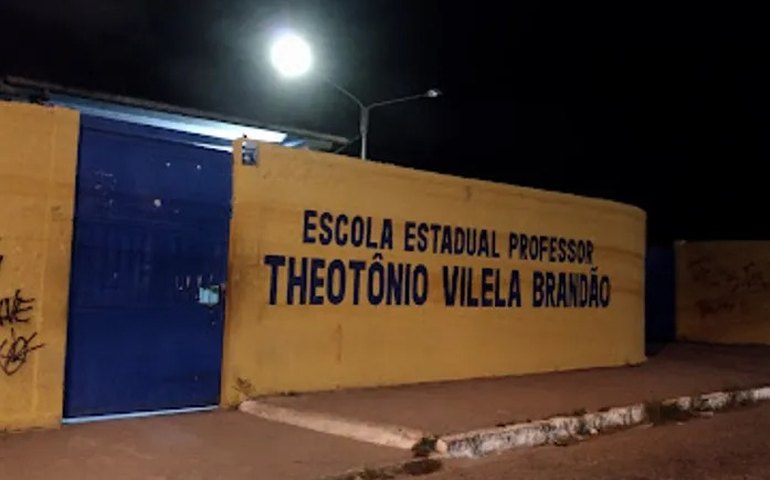 ESCOLA ESTADUAL PROFESSOR
THEOTÔNIO VILELA BRANDÃO